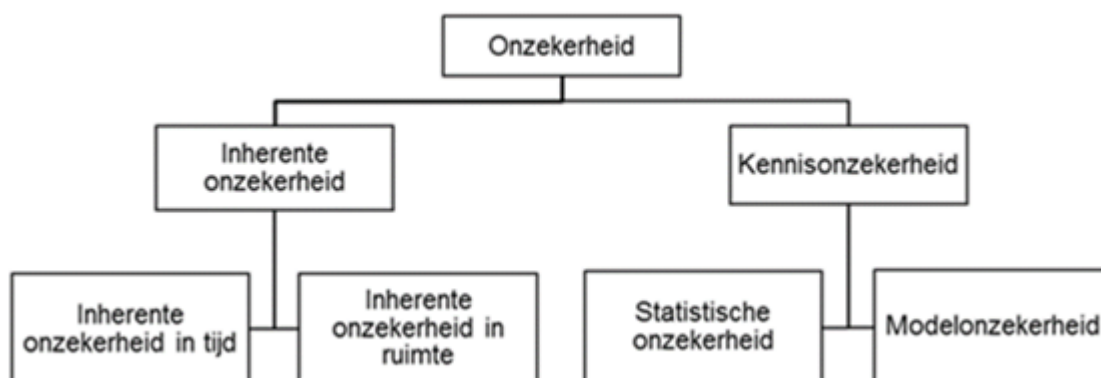 Onzekerheid
Inherente
onzekerheid
Kennisonzekerheid
Inherente
onzekerheid in tijd
Inherente
onzekerheid in
ruimte
Statistische
onzekerheid
Modelonzekerheid